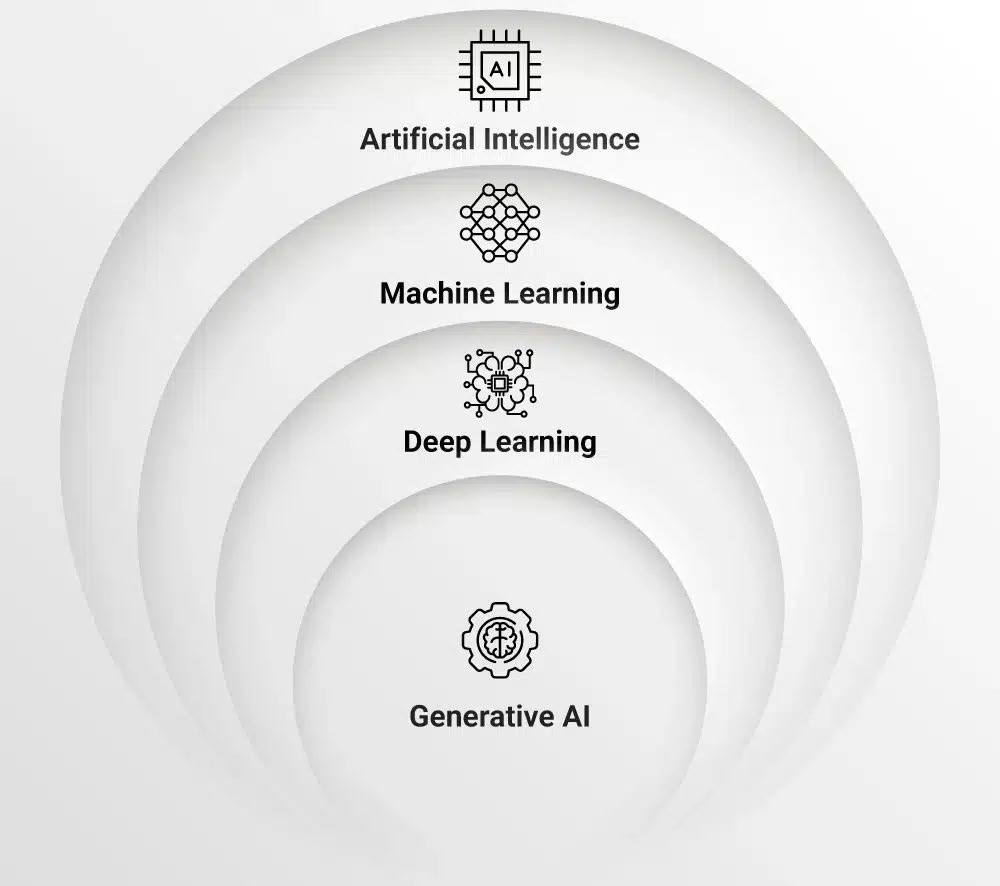 AI
Artificial Intelligence
Machine Learning
Deep Learning
Generative AI